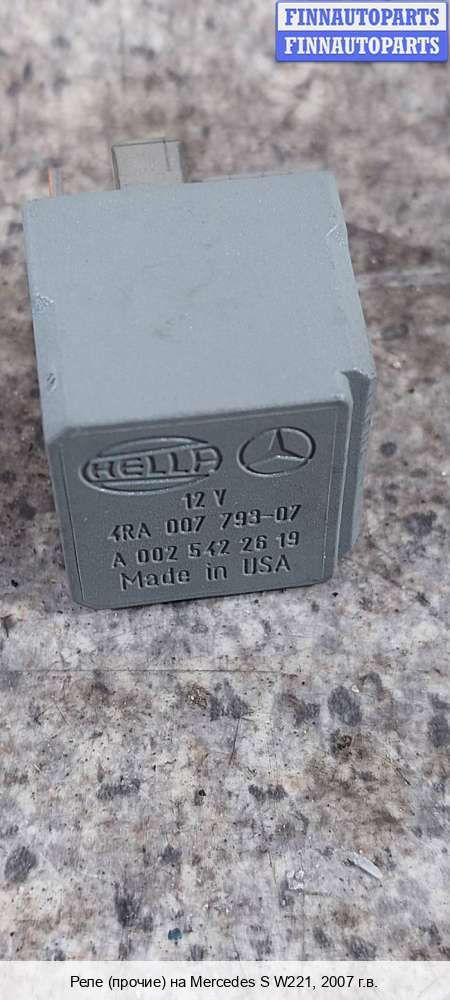 FINNAUTOPARTS
FINNAUTOPARTS
HELLA
12 V
4RA 007 793-07
A 002 542 26 19
Made in USA
Реле (прочие) на Mercedes S W221, 2007 г.в.